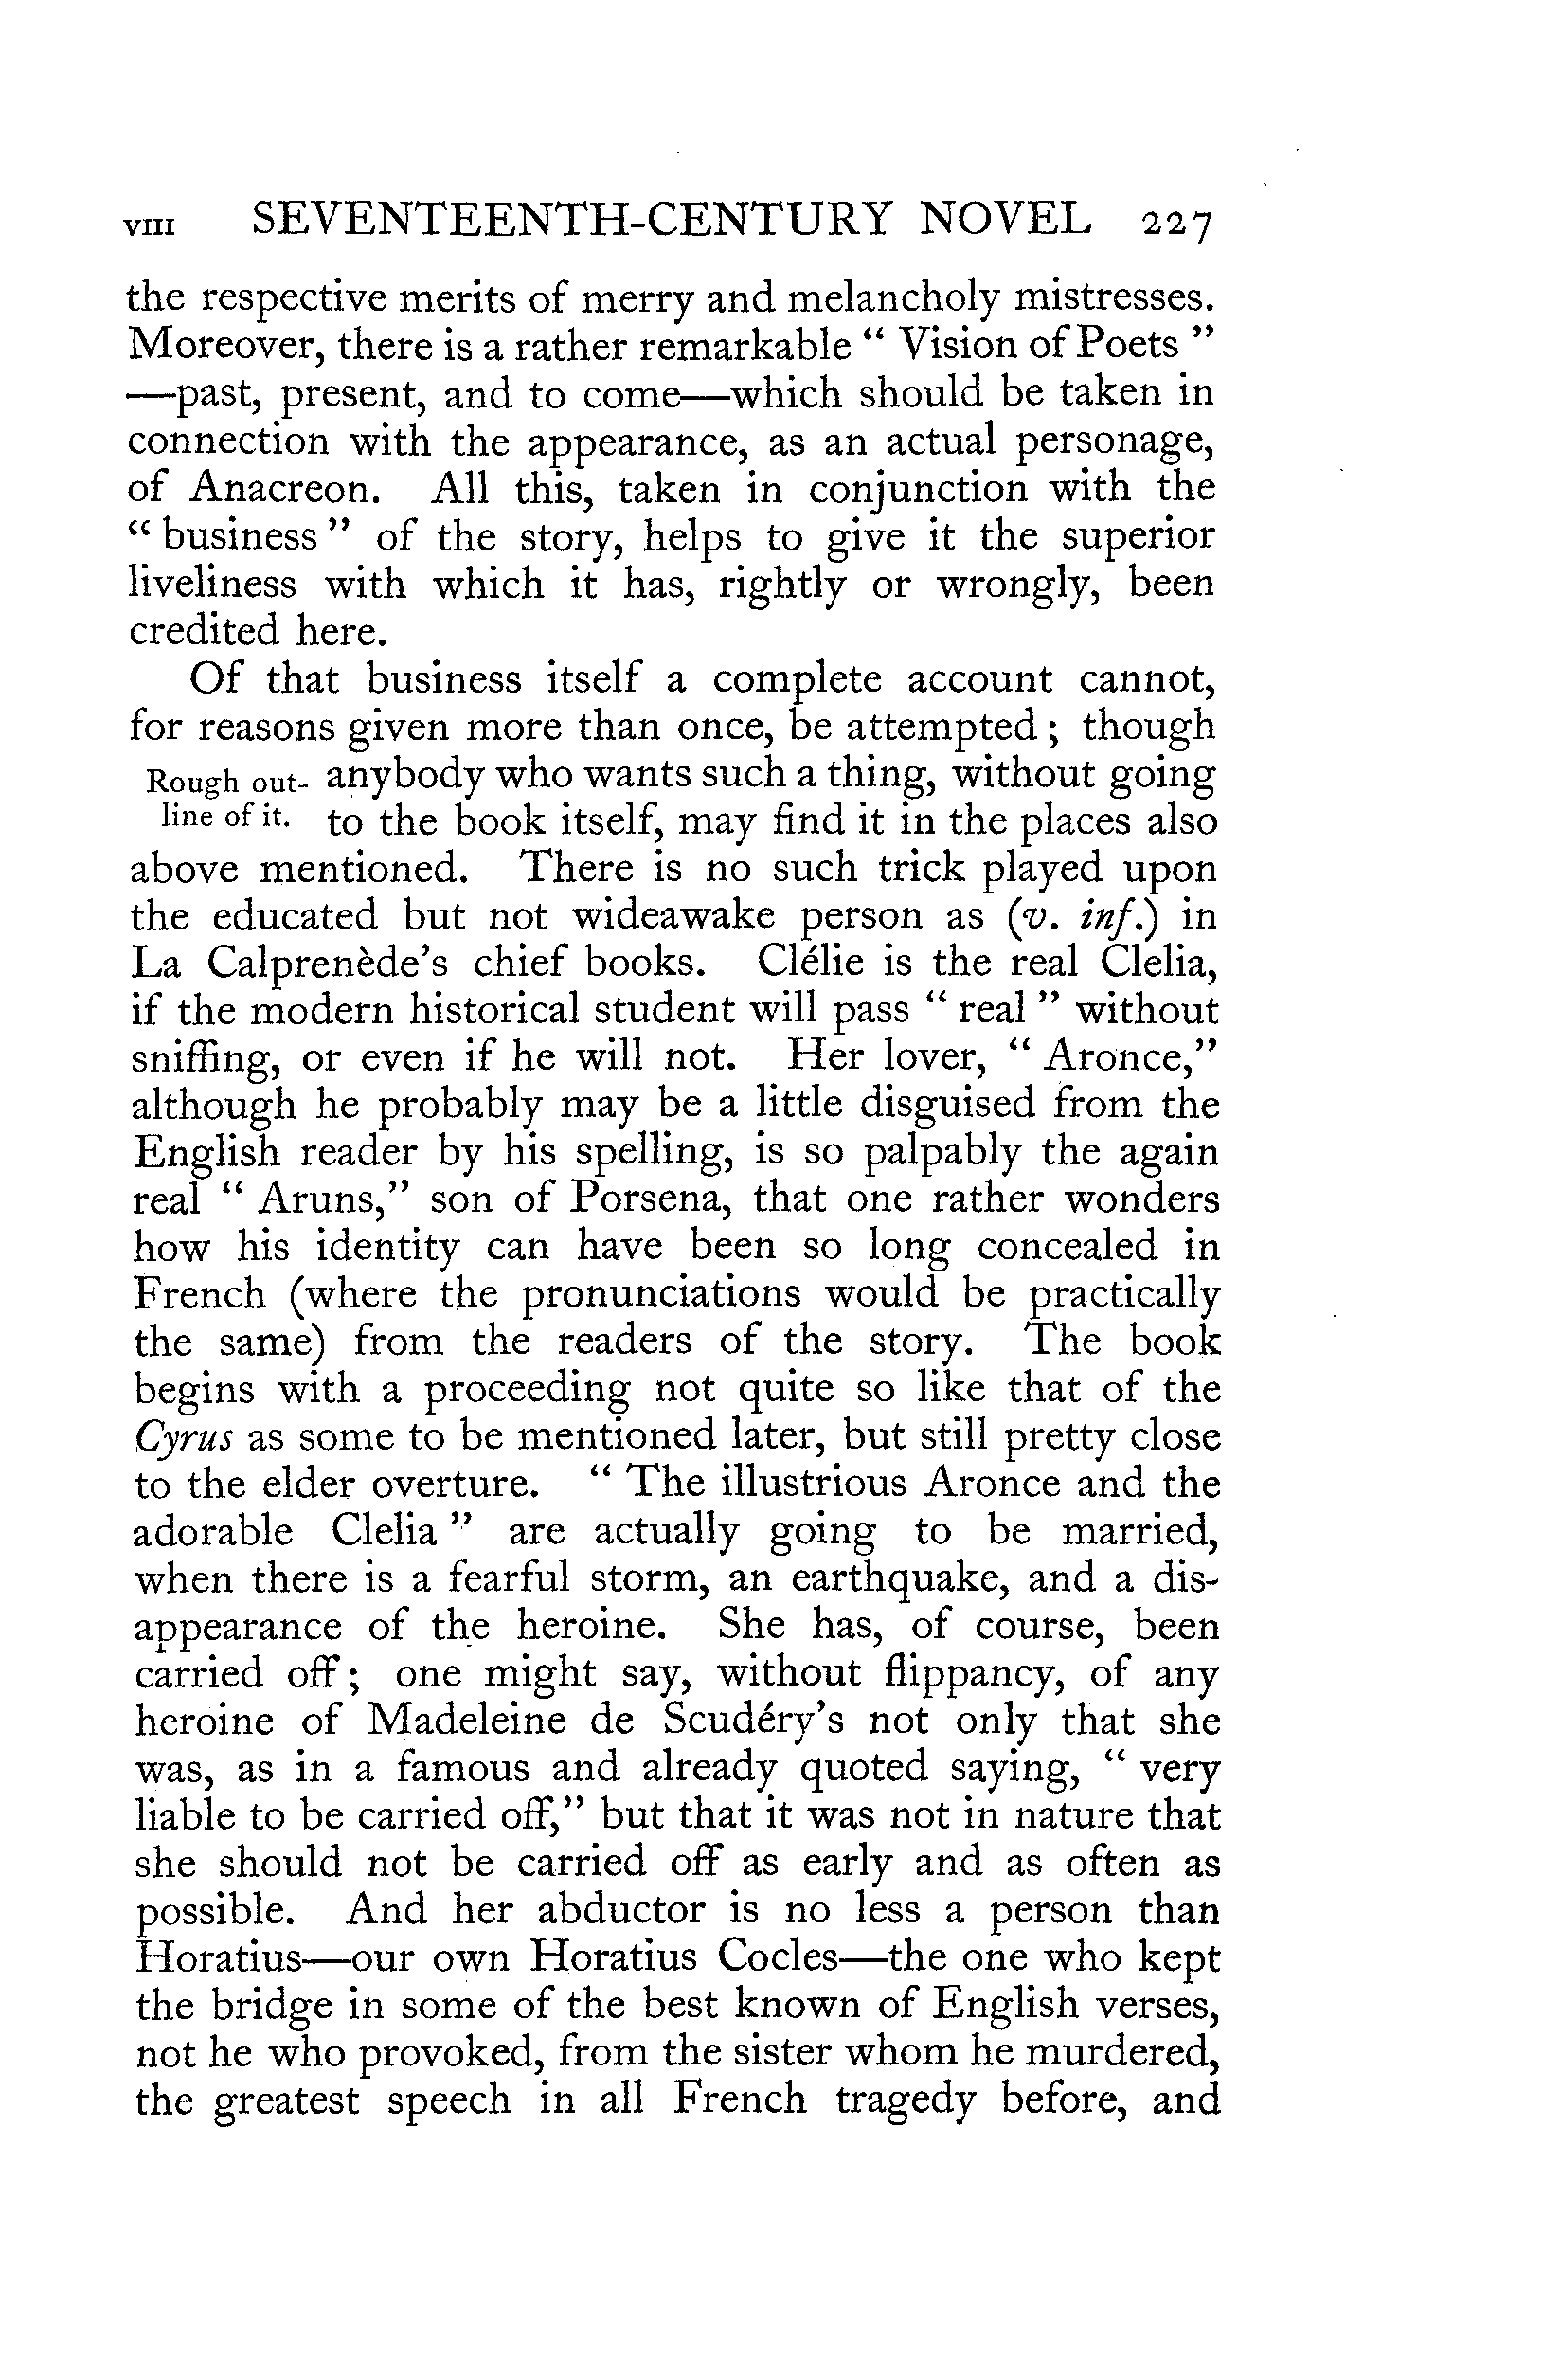 VIII SEVENTEENTH-CENTURY NOVEL 227
the respective merits of merry and melancholy mistresses.
Moreover, there is a rather remarkable “ Vision of Poets ”
—past, present, and to come—which should be taken in
connection with the appearance, as an actual personage,
of Anacreon. All this, taken in conjunction with the
“ business ” of the story, helps to give it the superior
liveliness with which it has, rightly or wrongly, been
credited here.
Of that business itself a complete account cannot,
for reasons given more than once, be attempted ; though
Rough out- anybody who wants such a thing, without going
line of it. to the book itself, may find it in the places also
above mentioned. There is no such trick played upon
the educated but not wideawake person as (v. inf.) in
La Calprenède’s chief books. Clélie is the real Clelia,
if the modern historical student will pass “ real ” without
sniffing, or even if he will not. Her lover, “ Aronce,”
although he probably may be a little disguised from the
English reader by his spelling, is so palpably the again
real “ Aruns,” son of Porsena, that one rather wonders
how his identity can have been so long concealed in
French (where the pronunciations would be practically
the same) from the readers of the story. The book
begins with a proceeding not quite so like that of the
Cyrus as some to be mentioned later, but still pretty close
to the elder overture. “ The illustrious Aronce and the
adorable Clelia ” are actually going to be married,
when there is a fearful storm, an earthquake, and a dis-
appearance of the heroine. She has, of course, been
carried off ; one might say, without flippancy, of any
heroine of Madeleine de Scudéry’s not only that she
was, as in a famous and already quoted saying, “ very
liable to be carried off,” but that it was not in nature that
she should not be carried off as early and as often as
possible. And her abductor is no less a person than
Horatius—our own Horatius Cocles—the one who kept
the bridge in some of the best known of English verses,
not he who provoked, from the sister whom he murdered,
the greatest speech in all French tragedy before, and